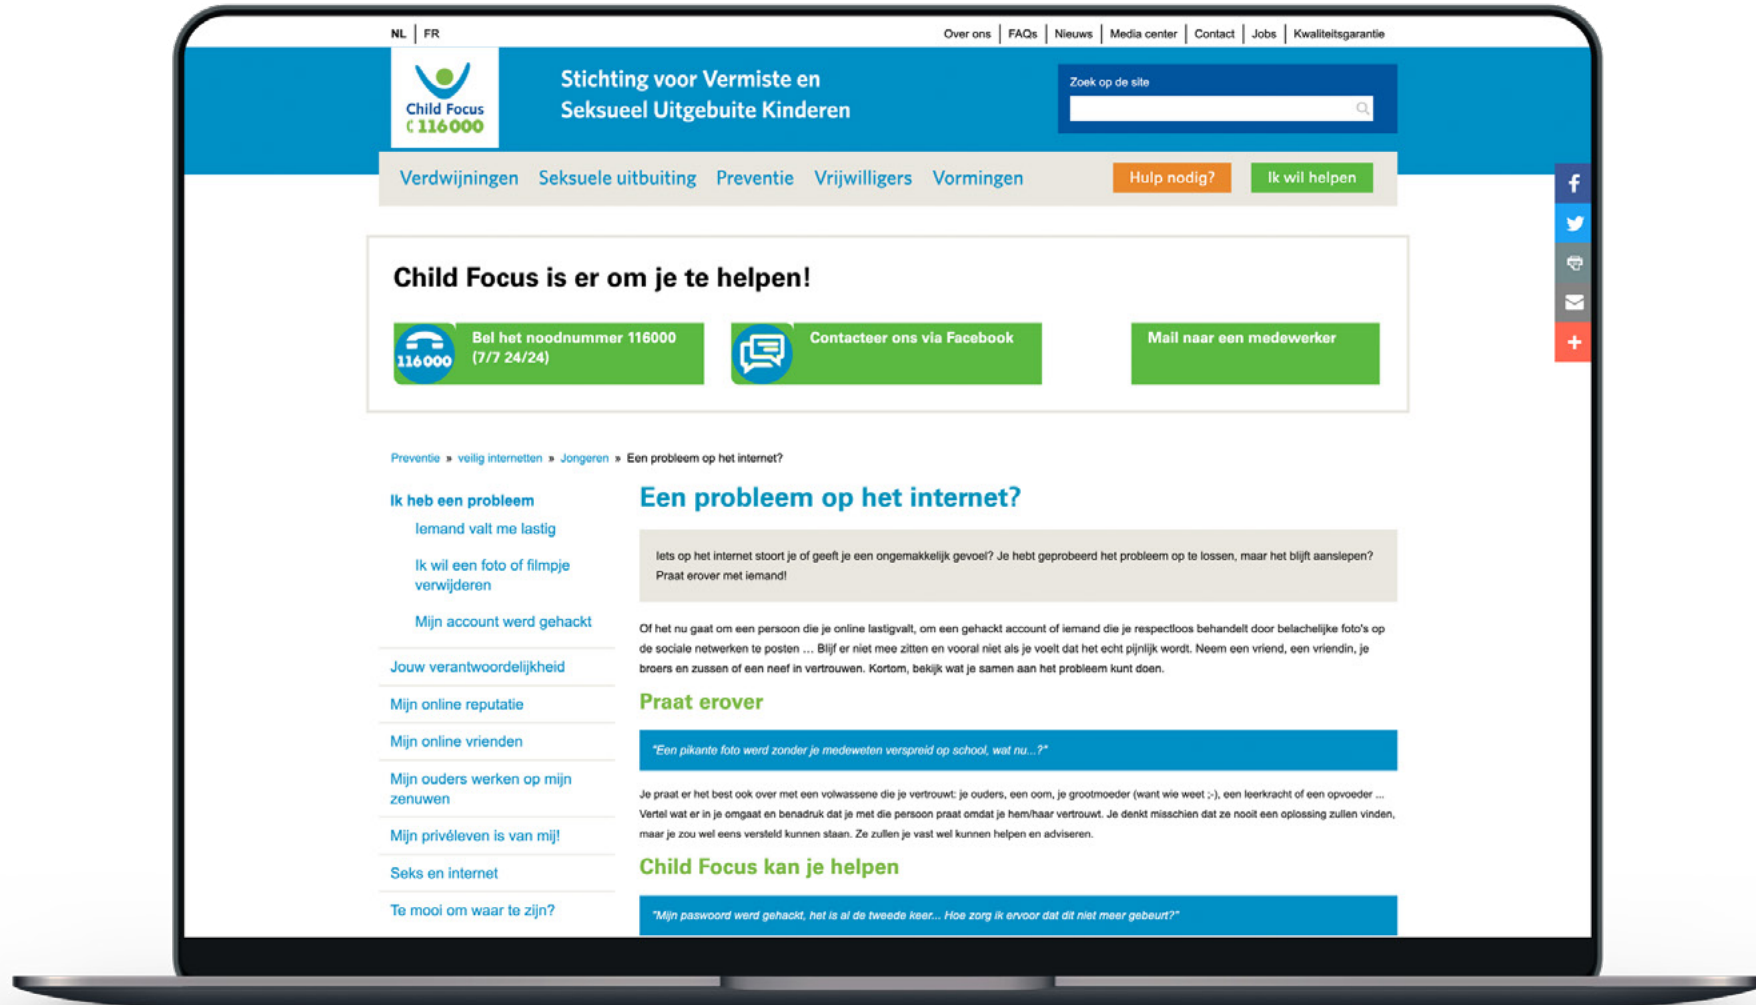 NL | FR
Over ons | FAQs | Nieuws | Media center | Contact | Jobs | Kwaliteitsgarantie
Child Focus
116 000
Stichting voor Vermiste en
Seksueel Uitgebuite Kinderen
Zoek op de site
Verdwijningen Seksuele uitbuiting Preventie Vrijwilligers Vormingen
Hulp nodig?
Ik wil helpen
Child Focus is er om je te helpen!
116 000
Bel het noodnummer 116000
(7/7 24/24)
Contacteer ons via Facebook
Mail naar een medewerker
Preventie » veilig internetten » Jongeren » Een probleem op het internet?
Ik heb een probleem
Iemand valt me lastig
Ik wil een foto of filmpje
verwijderen
Mijn account werd gehackt
Jouw verantwoordelijkheid
Mijn online reputatie
Mijn online vrienden
Mijn ouders werken op mijn
zenuwen
Mijn privéleven is van mij!
Seks en internet
Te mooi om waar te zijn?
Een probleem op het internet?
Iets op het internet stoort je of geeft je een ongemakkelijk gevoel? Je hebt geprobeerd het probleem op te lossen, maar het blijft aanslepen?
Praat erover met iemand!
Of het nu gaat om een persoon die je online lastigvalt, om een gehackt account of iemand die je respectloos behandelt door belachelijke foto's op
de sociale netwerken te posten ... Blijf er niet mee zitten en vooral niet als je voelt dat het echt pijnlijk wordt. Neem een vriend, een vriendin, je
broers en zussen of een neef in vertrouwen. Kortom, bekijk wat je samen aan het probleem kunt doen.
Praat erover
"Een pikante foto werd zonder je medeweten verspreid op school, wat nu...?"
Je praat er het best ook over met een volwassene die je vertrouwt: je ouders, een oom, je grootmoeder (want wie weet ;-), een leerkracht of een opvoeder ...
Vertel wat er in je omgaat en benadruk dat je met die persoon praat omdat je hem/haar vertrouwt. Je denkt misschien dat ze nooit een oplossing zullen vinden,
maar je zou wel eens versteld kunnen staan. Ze zullen je vast wel kunnen helpen en adviseren.
Child Focus kan je helpen
"Mijn paswoord werd gehackt, het is al de tweede keer... Hoe zorg ik ervoor dat dit niet meer gebeurt?"